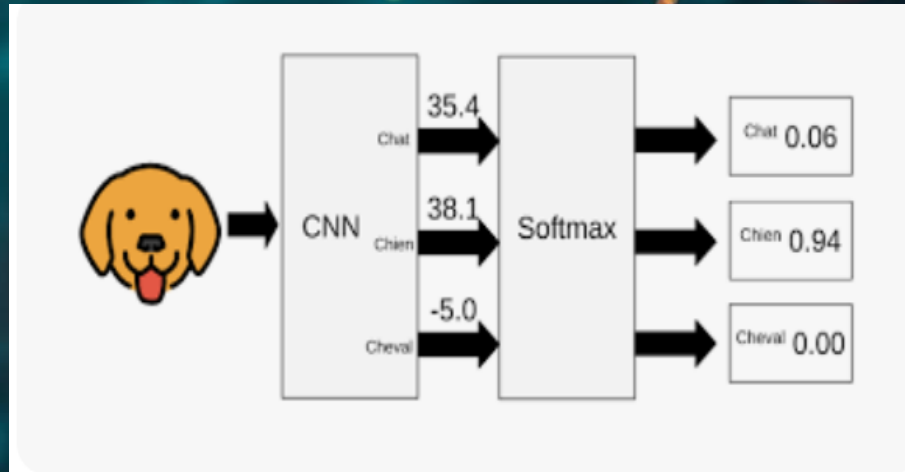 35.4
Chat
Chat 0.06
38.1
CNN
Chien
Softmax
Chien 0.94
-5.0
Cheval
Cheval 0.00